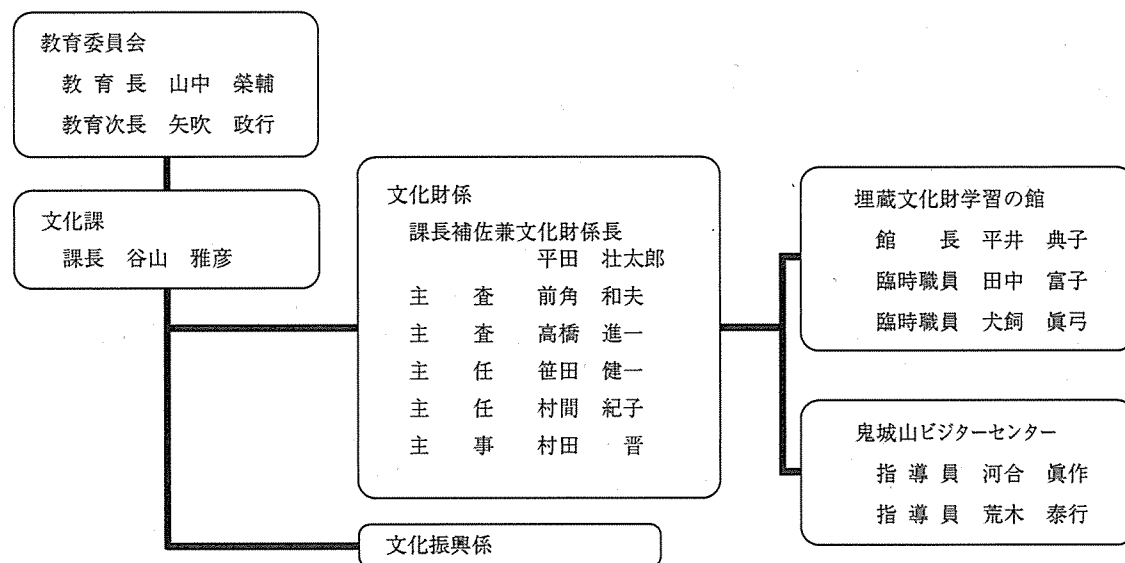 教育委員会
教育長 山中 榮輔
教育次長 矢吹 政行
文化課
課長 谷山 雅彦
文化財係
課長補佐兼文化財係長
平田 壮太郎
主査 前角 和夫
主査 高橋 進一
主任 笹田 健一
主任 村間 紀子
主事 村田 晋
文化振興係
埋蔵文化財学習の館
館長 平井 典子
臨時職員 田中 富子
臨時職員 犬飼 眞弓
鬼城山ビジターセンター
指導員 河合 眞作
指導員 荒木 泰行